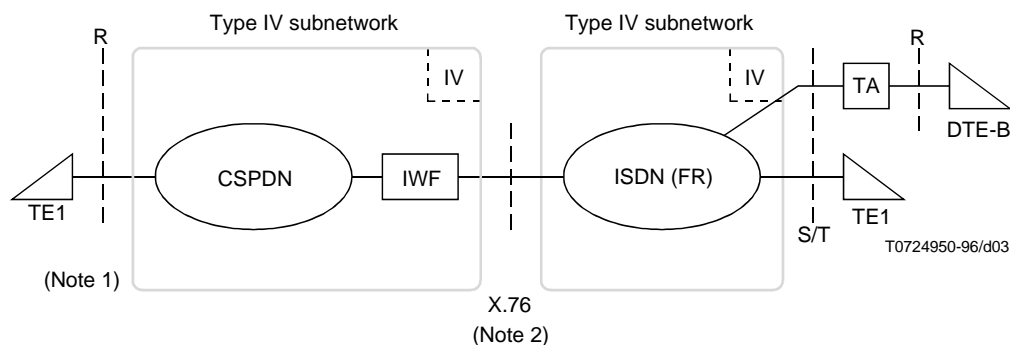 Type IV subnetwork
Type IV subnetwork
R
R
IV
IV
TA
DTE-B
CSPDN
IWF
ISDN (FR)
TE1
TE1
S/T
T0724950-96/d03
(Note 1)
X.76
(Note 2)